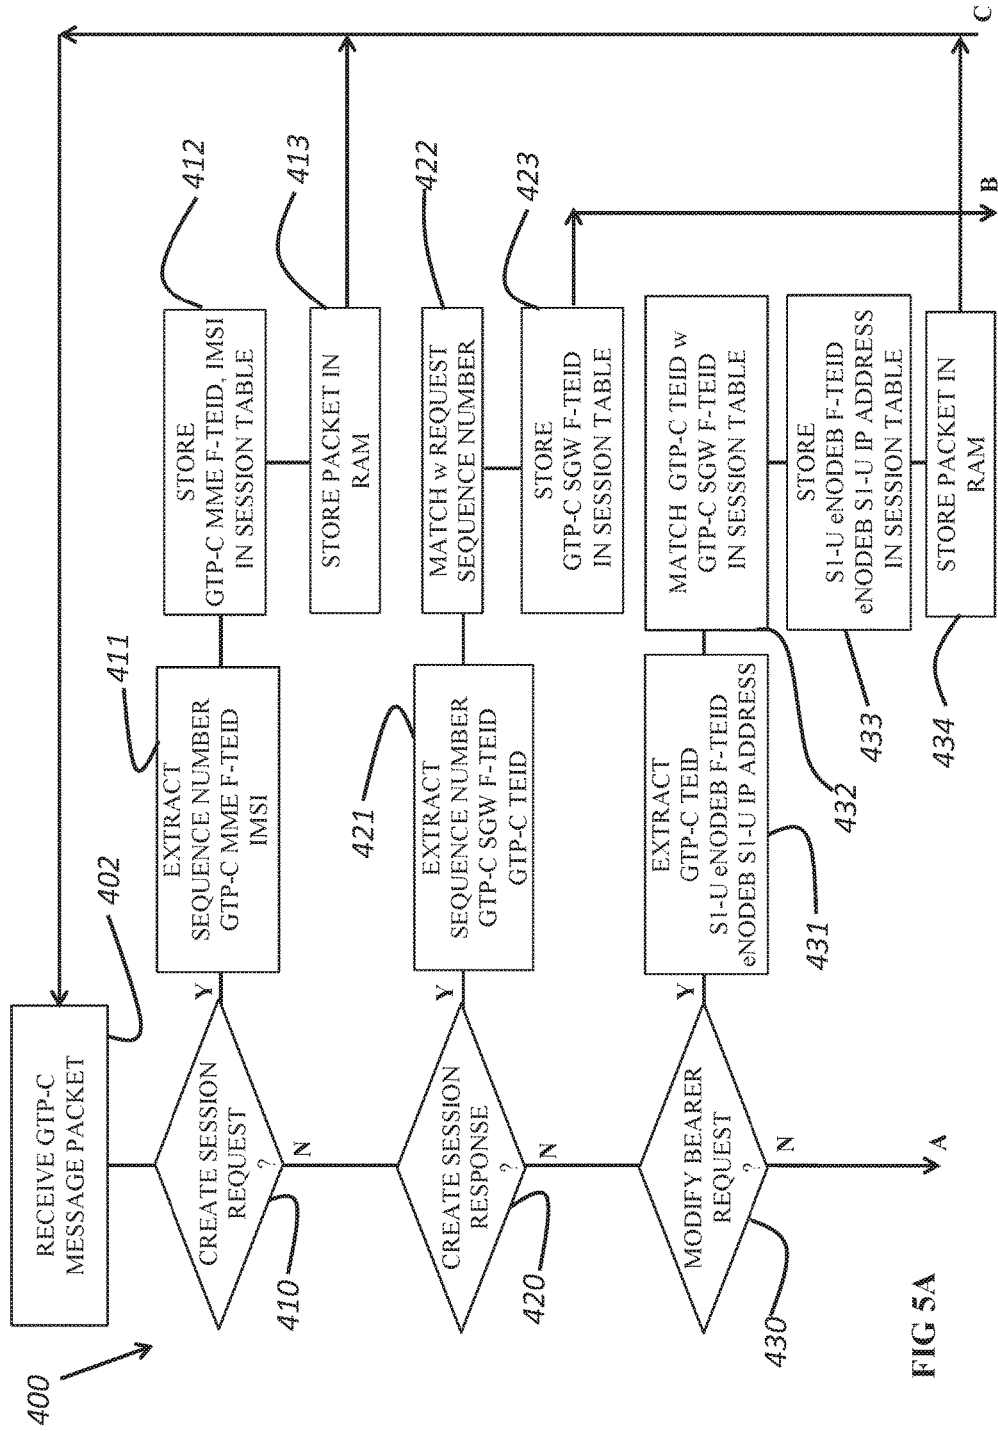 400
RECEIVE GTP-C
MESSAGE PACKET
402
CREATE SESSION
REQUEST
?
410
Y
N
EXTRACT
SEQUENCE NUMBER
GTP-C MME F-TEID
IMSI
411
STORE
GTP-C MME F-TEID, IMSI
IN SESSION TABLE
412
STORE PACKET IN
RAM
413
CREATE SESSION
RESPONSE
?
420
Y
N
EXTRACT
SEQUENCE NUMBER
GTP-C SGW F-TEID
GTP-C TEID
421
MATCH w REQUEST
SEQUENCE NUMBER
422
STORE
GTP-C SGW F-TEID
IN SESSION TABLE
423
MODIFY BEARER
REQUEST
?
430
Y
N
EXTRACT
GTP-C TEID
S1-U eNODEB F-TEID
eNODEB S1-U IP ADDRESS
431
MATCH GTP-C TEID w
GTP-C SGW F-TEID
IN SESSION TABLE
432
STORE
S1-U eNODEB F-TEID
eNODEB S1-U IP ADDRESS
IN SESSION TABLE
433
STORE PACKET IN
RAM
434
A
B
C
FIG 5A